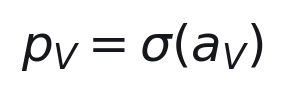 p_V = σ(a_V)